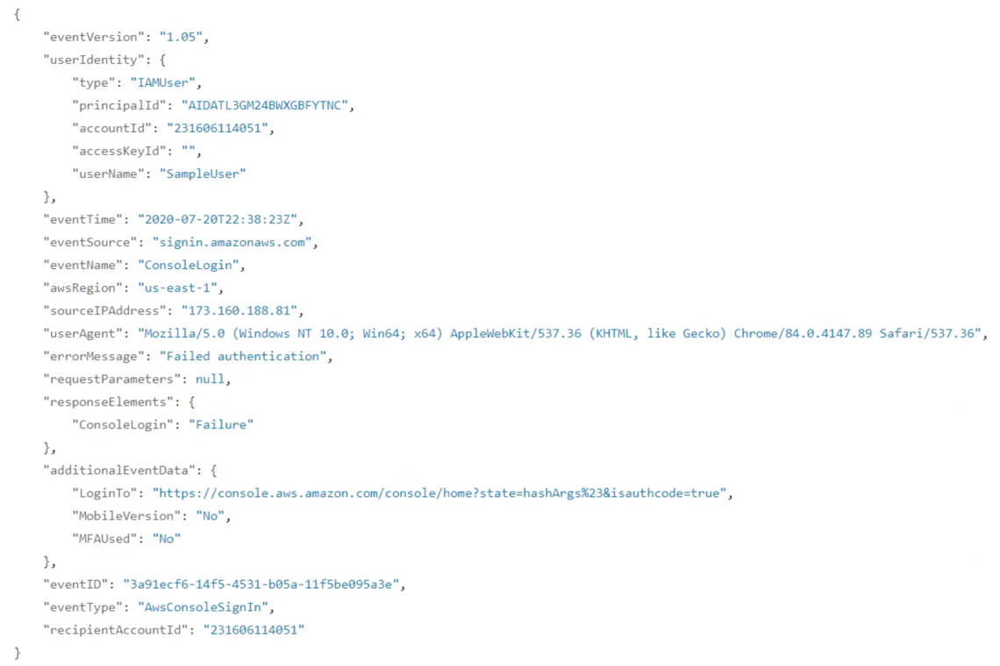 {
    "eventVersion": "1.05",
    "userIdentity": {
        "type": "IAMUser",
        "principalId": "AIDATL3GM24BWXGBFYTNC",
        "accountId": "231606114051",
        "accessKeyId": "",
        "userName": "SampleUser"
    },
    "eventTime": "2020-07-20T22:38:23Z",
    "eventSource": "signin.amazonaws.com",
    "eventName": "ConsoleLogin",
    "awsRegion": "us-east-1",
    "sourceIPAddress": "173.160.188.81",
    "userAgent": "Mozilla/5.0 (Windows NT 10.0; Win64; x64) AppleWebKit/537.36 (KHTML, like Gecko) Chrome/84.0.4147.89 Safari/537.36",
    "errorMessage": "Failed authentication",
    "requestParameters": null,
    "responseElements": {
        "ConsoleLogin": "Failure"
    },
    "additionalEventData": {
        "LoginTo": "https://console.aws.amazon.com/console/home?state=hashArgs%23&isauthcode=true",
        "MobileVersion": "No",
        "MFAUsed": "No"
    },
    "eventID": "3a91ecf6-14f5-4531-b05a-11f5be095a3e",
    "eventType": "AwsConsoleSignIn",
    "recipientAccountId": "231606114051"
}